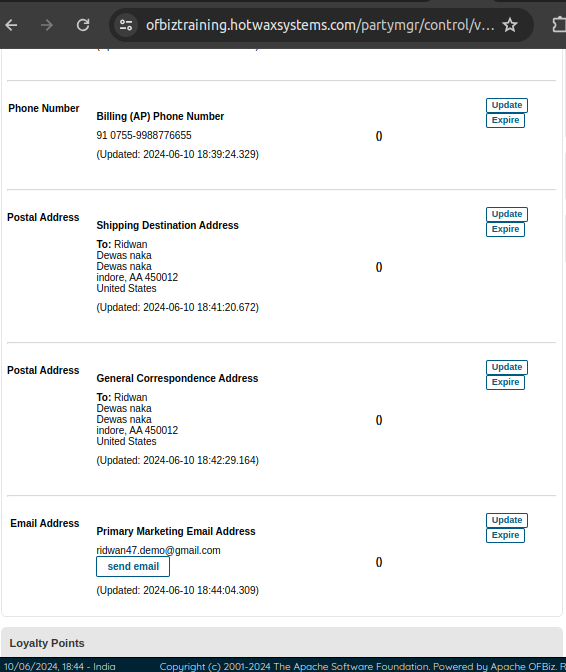 ofbiztraining.hotwaxsystems.com/partymgr/control/v...
Phone Number
Billing (AP) Phone Number
91 0755-9988776655
()
(Updated: 2024-06-10 18:39:24.329)
Update
Expire
Postal Address
Shipping Destination Address
To: Ridwan
Dewas naka
Dewas naka
indore, AA 450012
United States
()
(Updated: 2024-06-10 18:41:20.672)
Update
Expire
Postal Address
General Correspondence Address
To: Ridwan
Dewas naka
Dewas naka
indore, AA 450012
United States
()
(Updated: 2024-06-10 18:42:29.164)
Update
Expire
Email Address
Primary Marketing Email Address
ridwan47.demo@gmail.com
send email
()
(Updated: 2024-06-10 18:44:04.309)
Update
Expire
Loyalty Points
10/06/2024, 18:44 - India
Copyright (c) 2001-2024 The Apache Software Foundation. Powered by Apache OFBiz. R